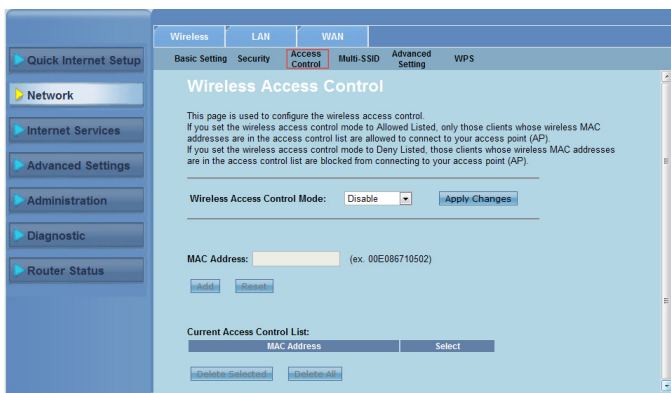 Wireless LAN WAN
Basic Setting Security Access Control Multi-SSID Advanced Setting WPS
Quick Internet Setup
Network
Internet Services
Advanced Settings
Administration
Diagnostic
Router Status
Wireless Access Control
This page is used to configure the wireless access control.
If you set the wireless access control mode to Allowed Listed, only those clients whose wireless MAC
addresses are in the access control list are allowed to connect to your access point (AP).
If you set the wireless access control mode to Deny Listed, those clients whose wireless MAC addresses
are in the access control list are blocked from connecting to your access point (AP).
Wireless Access Control Mode: Disable Apply Changes
MAC Address: (ex. 00E086710502)
Add Reset
Current Access Control List:
MAC Address Select
Delete Selected Delete All